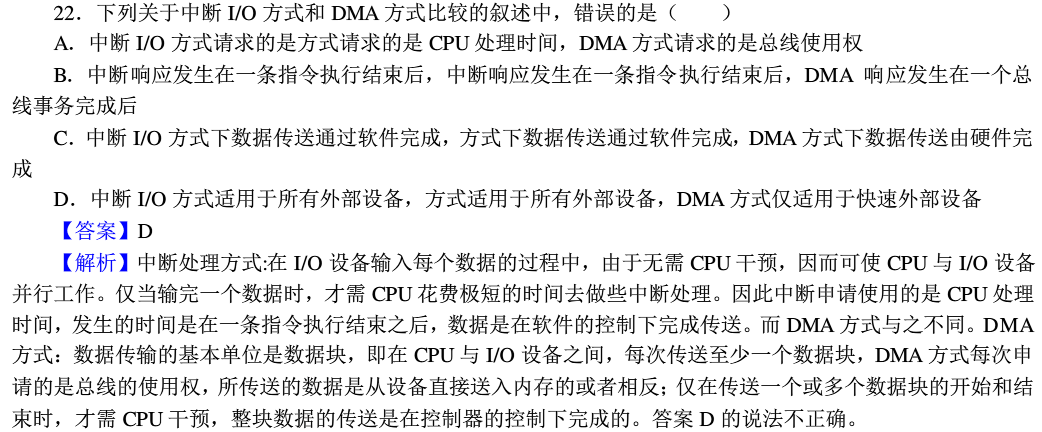 22．下列关于中断 I/O 方式和 DMA 方式比较的叙述中，错误的是（　　）
A．中断 I/O 方式请求的是方式请求的是 CPU 处理时间，DMA 方式请求的是总线使用权
B．中断响应发生在一条指令执行结束后，中断响应发生在一条指令执行结束后，DMA 响应发生在一个总
线事务完成后
C．中断 I/O 方式下数据传送通过软件完成，方式下数据传送通过软件完成，DMA 方式下数据传送由硬件完
成
D．中断 I/O 方式适用于所有外部设备，方式适用于所有外部设备，DMA 方式仅适用于快速外部设备
【答案】D
【解析】中断处理方式:在 I/O 设备输入每个数据的过程中，由于无需 CPU 干预，因而可使 CPU 与 I/O 设备
并行工作。仅当输完一个数据时，才需 CPU 花费极短的时间去做些中断处理。因此中断申请使用的是 CPU 处理
时间，发生的时间是在一条指令执行结束之后，数据是在软件的控制下完成传送。而 DMA 方式与之不同。DMA
方式：数据传输的基本单位是数据块，即在 CPU 与 I/O 设备之间，每次传送至少一个数据块，DMA 方式每次申
请的是总线的使用权，所传送的数据是从设备直接送入内存的或者相反；仅在传送一个或多个数据块的开始和结
束时，才需 CPU 干预，整块数据的传送是在控制器的控制下完成的。答案 D 的说法不正确。